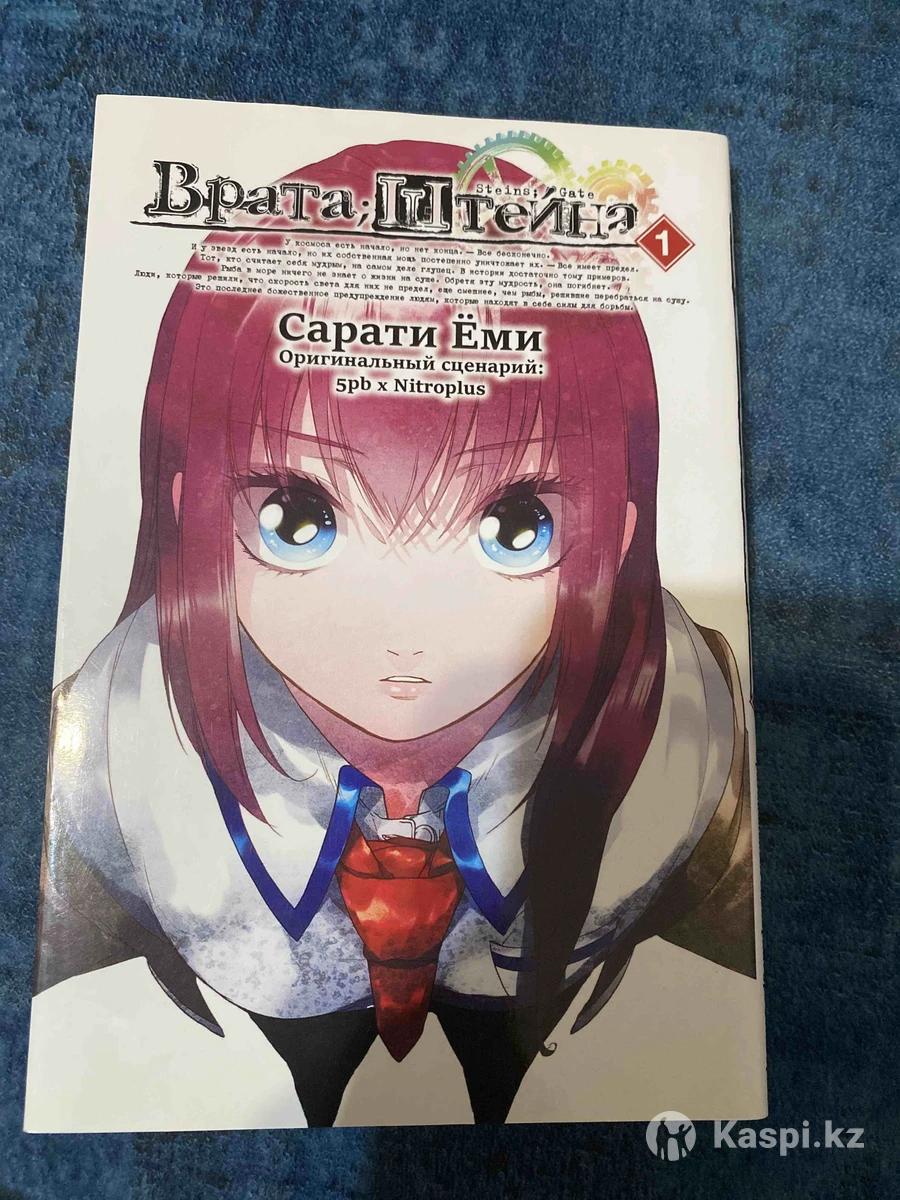 Steins; Gate
Врата;Штейна
1
У космоса есть начало, но нет конца. — Все бесконечно.
И у звезд есть начало, но их собственная мощь постепенно уничтожает их. — Все имеет предел.
Тот, кто считает себя мудрым, на самом деле глупец. В истории достаточно тому примеров.
Рыба в море ничего не знает о жизни на суше. Обретя эту мудрость, она погибнет.
Люди, которые решили, что скорость света для них не предел, еще смешнее, чем рыбы, решившие перебраться на сушу.
Это последнее божественное предупреждение людям, которые находят в себе силы для борьбы.
Сарати Ёми
Оригинальный сценарий:
5pb x Nitroplus
Kaspi.kz